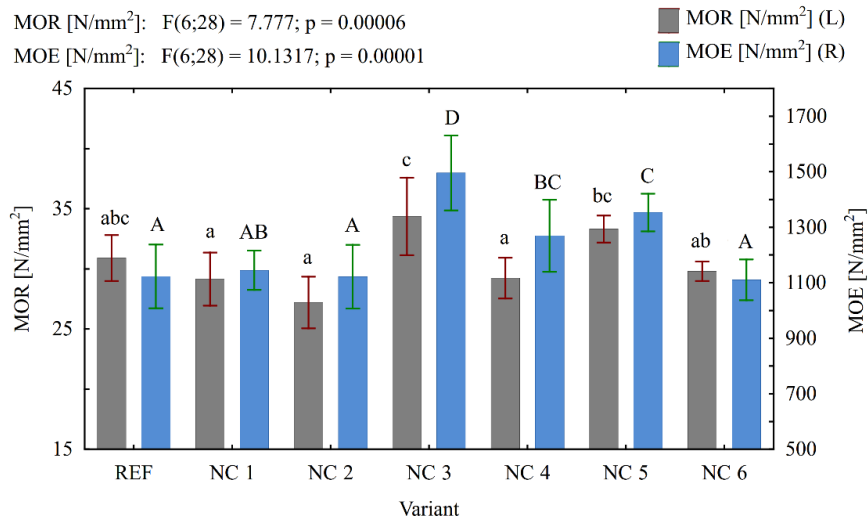 MOR [N/mm²]: F(6;28) = 7.777; p = 0.00006
MOE [N/mm²]: F(6;28) = 10.1317; p = 0.00001
MOR [N/mm²] (L)
MOE [N/mm²] (R)
45
35
25
15
MOR [N/mm²]
abc
A
a
AB
a
A
c
D
a
BC
bc
C
ab
A
1700
1500
1300
1100
900
700
500
MOE [N/mm²]
REF NC 1 NC 2 NC 3 NC 4 NC 5 NC 6
Variant